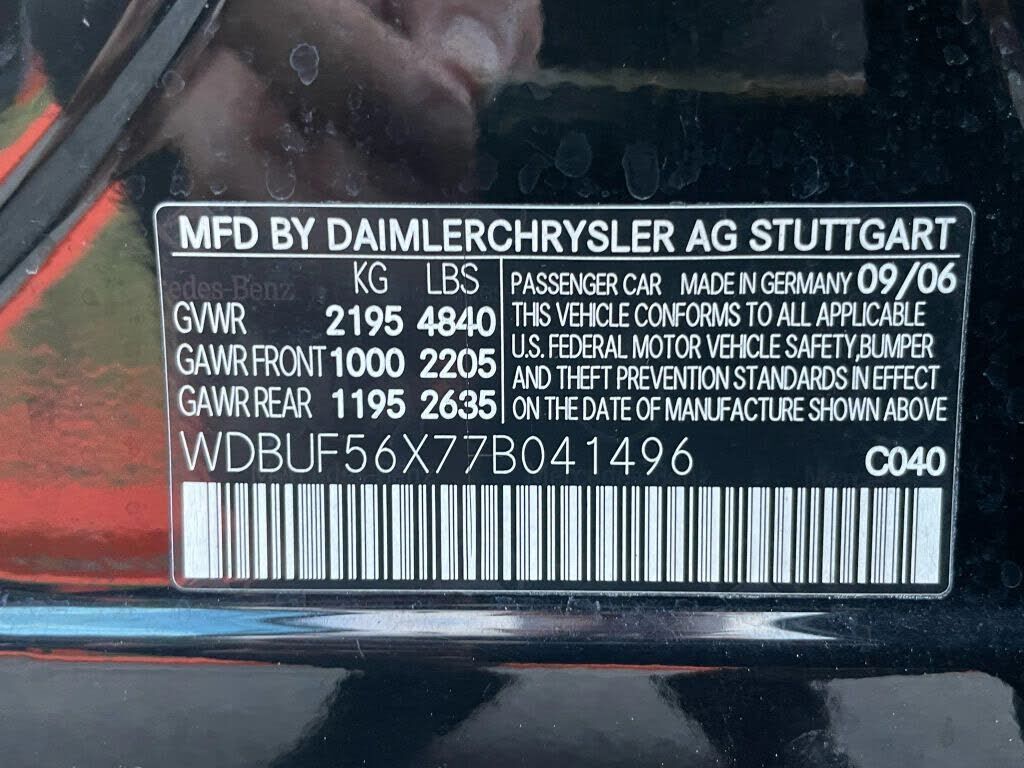 MFD BY DAIMLERCHRYSLER AG STUTTGART
KG LBS
GVWR 2195 4840
GAWR FRONT 1000 2205
GAWR REAR 1195 2635
PASSENGER CAR MADE IN GERMANY 09/06
THIS VEHICLE CONFORMS TO ALL APPLICABLE
U.S. FEDERAL MOTOR VEHICLE SAFETY,BUMPER
AND THEFT PREVENTION STANDARDS IN EFFECT
ON THE DATE OF MANUFACTURE SHOWN ABOVE
WDBUF56X77B041496 C040